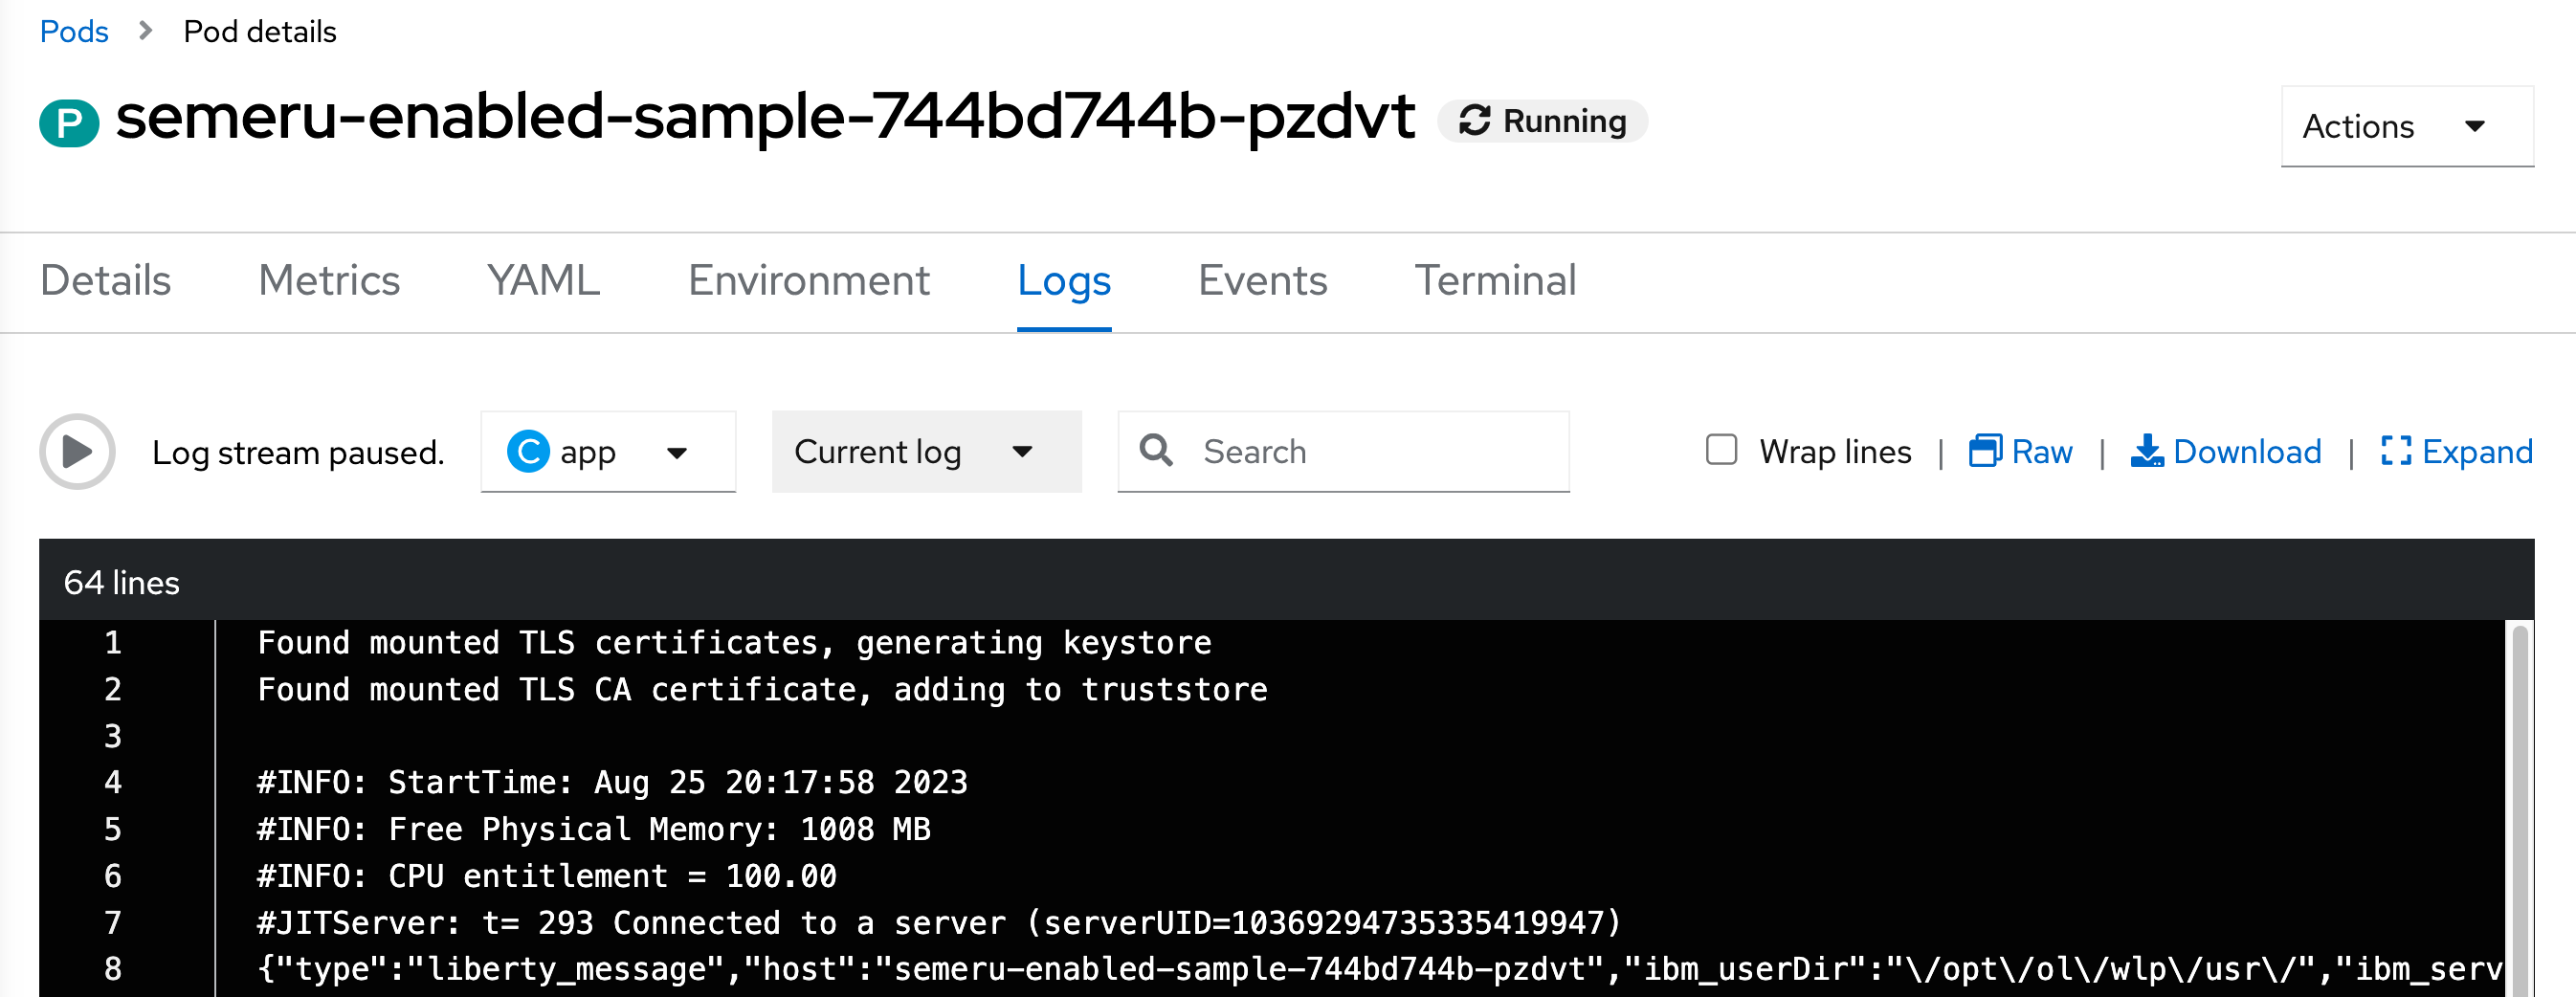 Pods > Pod details
P semeru-enabled-sample-744bd744b-pzdvt Running
Actions
Details Metrics YAML Environment Logs Events Terminal
Log stream paused. C app Current log Search Wrap lines | Raw | Download | Expand
64 lines
1 Found mounted TLS certificates, generating keystore
2 Found mounted TLS CA certificate, adding to truststore
3
4 #INFO: StartTime: Aug 25 20:17:58 2023
5 #INFO: Free Physical Memory: 1008 MB
6 #INFO: CPU entitlement = 100.00
7 #JITServer: t= 293 Connected to a server (serverUID=10369294735335419947)
8 {"type":"liberty_message","host":"semeru-enabled-sample-744bd744b-pzdvt","ibm_userDir":"\/opt\/ol\/wlp\/usr\/","ibm_serv